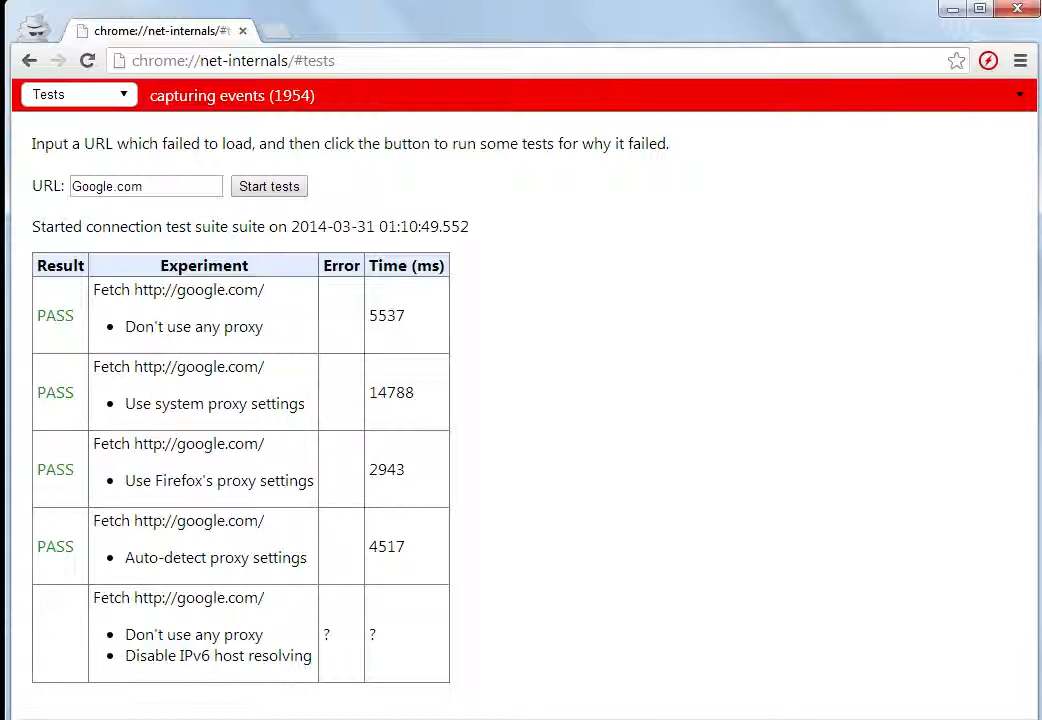 chrome://net-internals/#t
chrome://net-internals/#tests
Tests
capturing events (1954)
Input a URL which failed to load, and then click the button to run some tests for why it failed.
URL: Google.com Start tests
Started connection test suite suite on 2014-03-31 01:10:49.552
Result Experiment Error Time (ms)
PASS
Fetch http://google.com/
• Don't use any proxy
5537
PASS
Fetch http://google.com/
• Use system proxy settings
14788
PASS
Fetch http://google.com/
• Use Firefox's proxy settings
2943
PASS
Fetch http://google.com/
• Auto-detect proxy settings
4517
Fetch http://google.com/
• Don't use any proxy
• Disable IPv6 host resolving
? ?